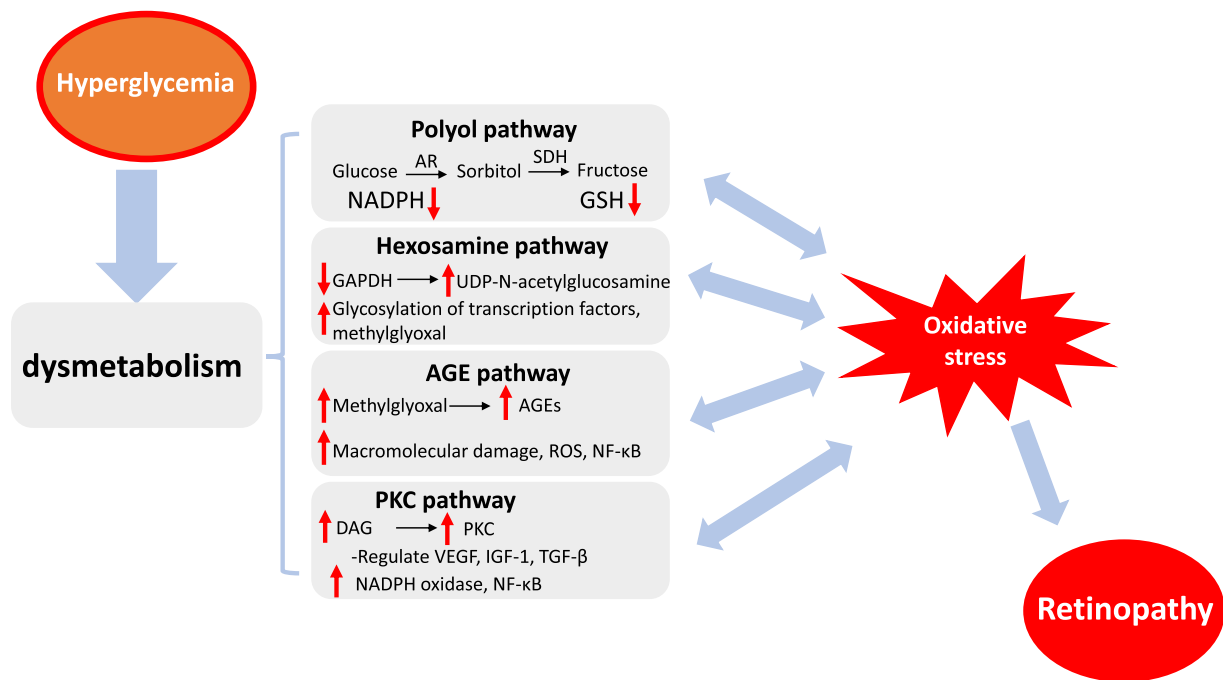 Hyperglycemia
dysmetabolism
Polyol pathway
Glucose AR Sorbitol SDH Fructose
NADPH GSH
Hexosamine pathway
GAPDH UDP-N-acetylglucosamine
Glycosylation of transcription factors,
methylglyoxal
AGE pathway
Methylglyoxal AGEs
Macromolecular damage, ROS, NF-κB
PKC pathway
DAG PKC
-Regulate VEGF, IGF-1, TGF-β
NADPH oxidase, NF-κB
Oxidative
stress
Retinopathy